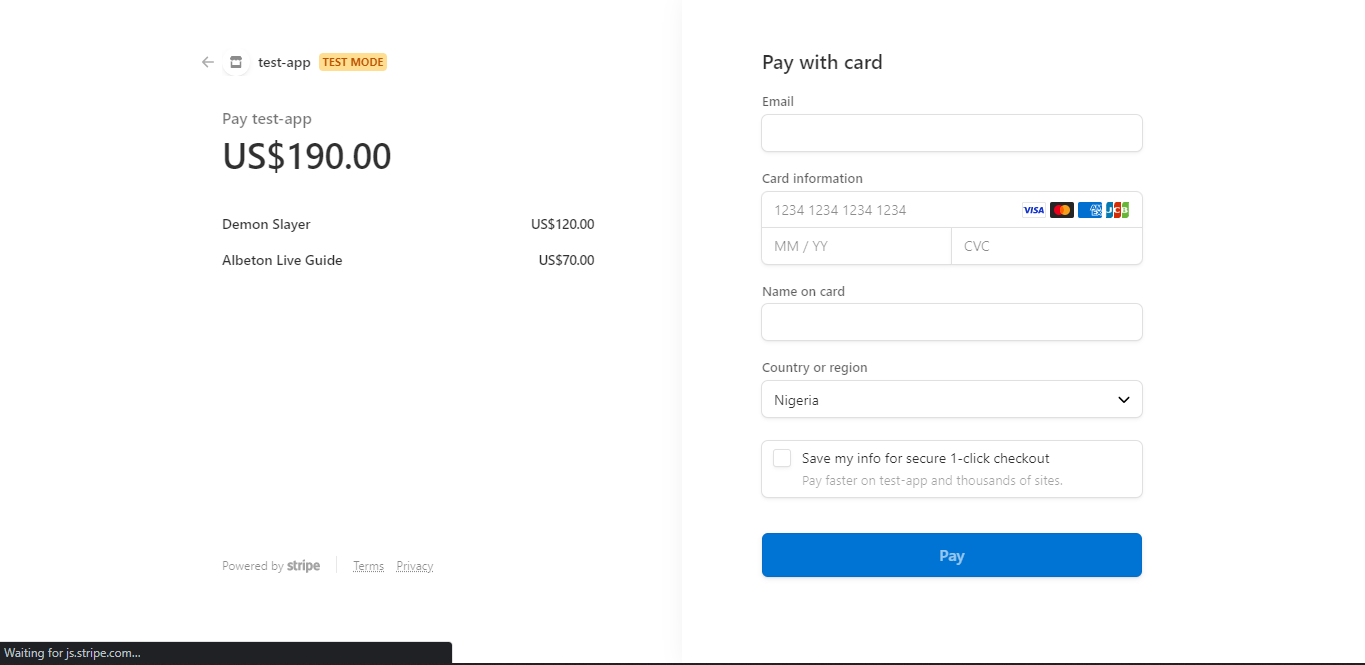 test-app TEST MODE
Pay test-app
US$190.00
Demon Slayer US$120.00
Albeton Live Guide US$70.00
Powered by stripe Terms Privacy
Pay with card
Email
Card information
1234 1234 1234 1234 VISA AMEX JCB
MM / YY CVC
Name on card
Country or region
Nigeria
Save my info for secure 1-click checkout
Pay faster on test-app and thousands of sites.
Pay
Waiting for js.stripe.com...